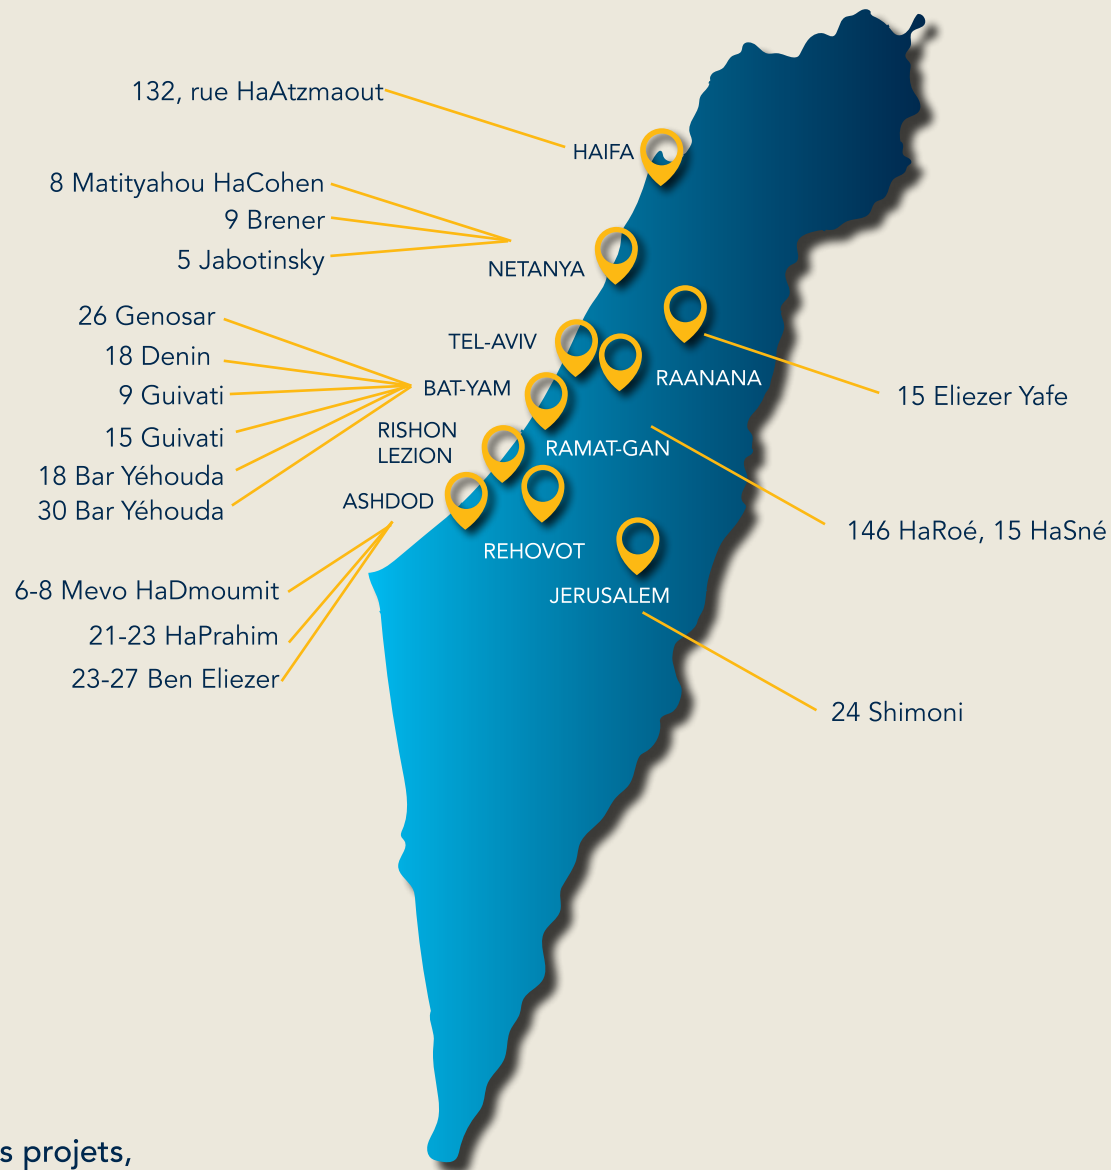 132, rue HaAtzmaout
HAIFA
8 Matityahou HaCohen
9 Brener
5 Jabotinsky
NETANYA
26 Genosar
18 Denin
9 Guivati
15 Guivati
18 Bar Yéhouda
30 Bar Yéhouda
TEL-AVIV
BAT-YAM
RAANANA
15 Eliezer Yafe
RISHON
LEZION
RAMAT-GAN
146 HaRoé, 15 HaSné
ASHDOD
REHOVOT
JERUSALEM
6-8 Mevo HaDmoumit
21-23 HaPrahim
23-27 Ben Eliezer
24 Shimoni
s projets,